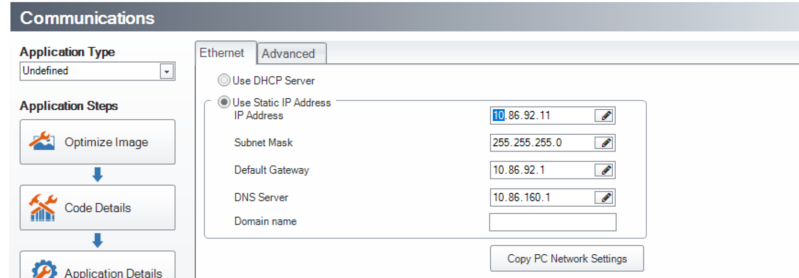 Communications
Application Type
Undefined
Application Steps
Optimize Image
Code Details
Application Details
Ethernet
Advanced
Use DHCP Server
Use Static IP Address
IP Address
10.86.92.11
Subnet Mask
255.255.255.0
Default Gateway
10.86.92.1
DNS Server
10.86.160.1
Domain name
Copy PC Network Settings